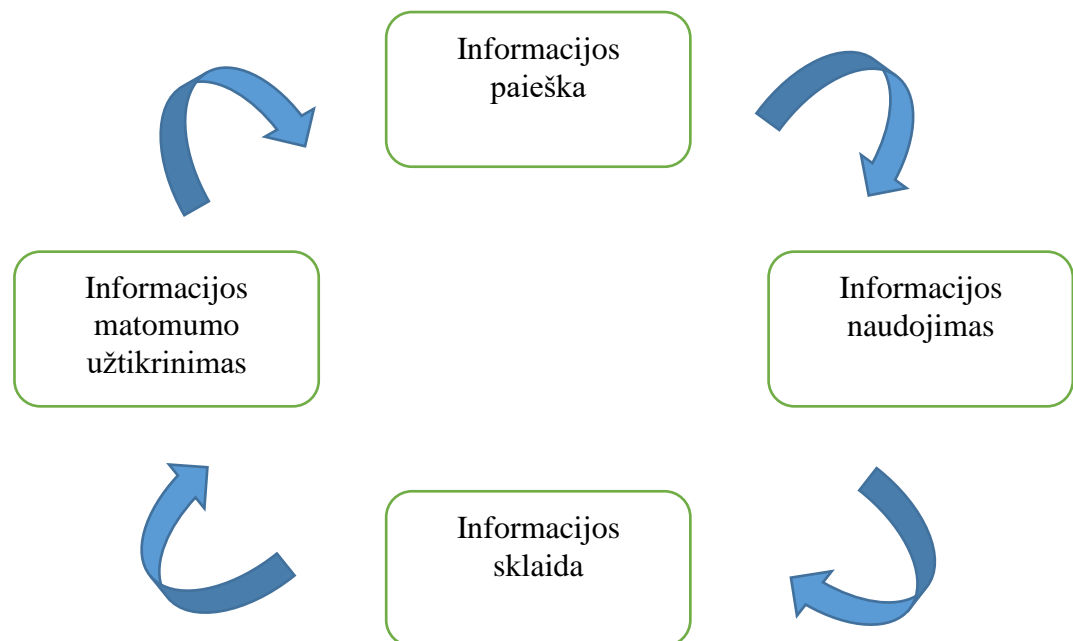 Informacijos
paieška
Informacijos
matomumo
užtikrinimas
Informacijos
naudojimas
Informacijos
sklaida